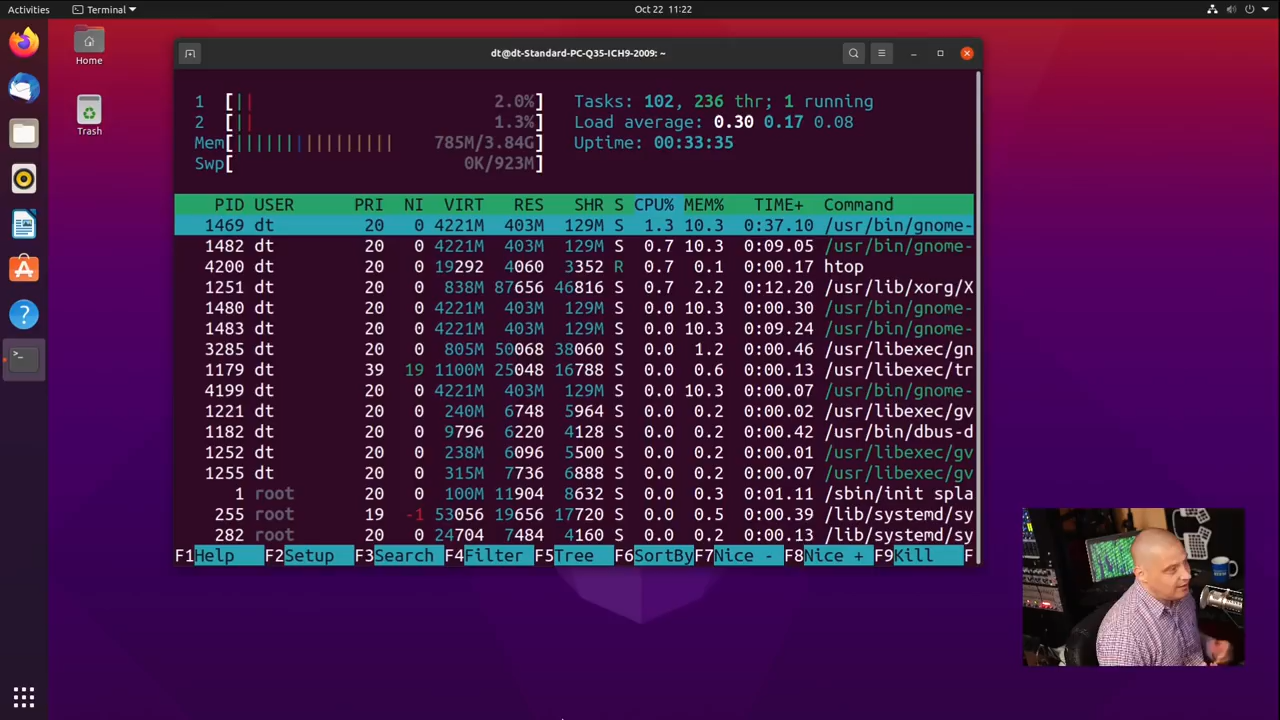 Activities Terminal Oct 22 11:22
Home
Trash
dt@dt-Standard-PC-Q35-ICH9-2009: ~
1 [|| 2.0%] Tasks: 102, 236 thr; 1 running
2 [|| 1.3%] Load average: 0.30 0.17 0.08
Mem[||||||||||||||||| 785M/3.84G] Uptime: 00:33:35
Swp[ 0K/923M]
PID USER PRI NI VIRT RES SHR S CPU% MEM% TIME+ Command
1469 dt 20 0 4221M 403M 129M S 1.3 10.3 0:37.10 /usr/bin/gnome-
1482 dt 20 0 4221M 403M 129M S 0.7 10.3 0:09.05 /usr/bin/gnome-
4200 dt 20 0 19292 4060 3352 R 0.7 0.1 0:00.17 htop
1251 dt 20 0 838M 87656 46816 S 0.7 2.2 0:12.20 /usr/lib/xorg/X
1480 dt 20 0 4221M 403M 129M S 0.0 10.3 0:00.30 /usr/bin/gnome-
1483 dt 20 0 4221M 403M 129M S 0.0 10.3 0:09.24 /usr/bin/gnome-
3285 dt 20 0 805M 50068 38060 S 0.0 1.2 0:00.46 /usr/libexec/gn
1179 dt 39 19 1100M 25048 16788 S 0.0 0.6 0:00.13 /usr/libexec/tr
4199 dt 20 0 4221M 403M 129M S 0.0 10.3 0:00.07 /usr/bin/gnome-
1221 dt 20 0 240M 6748 5964 S 0.0 0.2 0:00.02 /usr/libexec/gv
1182 dt 20 0 9796 6220 4128 S 0.0 0.2 0:00.42 /usr/bin/dbus-d
1252 dt 20 0 238M 6096 5500 S 0.0 0.2 0:00.01 /usr/libexec/gv
1255 dt 20 0 315M 7736 6888 S 0.0 0.2 0:00.07 /usr/libexec/gv
1 root 20 0 100M 11904 8632 S 0.0 0.3 0:01.11 /sbin/init spla
255 root 19 -1 53056 19656 17720 S 0.0 0.5 0:00.39 /lib/systemd/sy
282 root 20 0 24704 7484 4160 S 0.0 0.2 0:00.13 /lib/systemd/sy
F1Help F2Setup F3Search F4Filter F5Tree F6SortBy F7Nice - F8Nice + F9Kill F